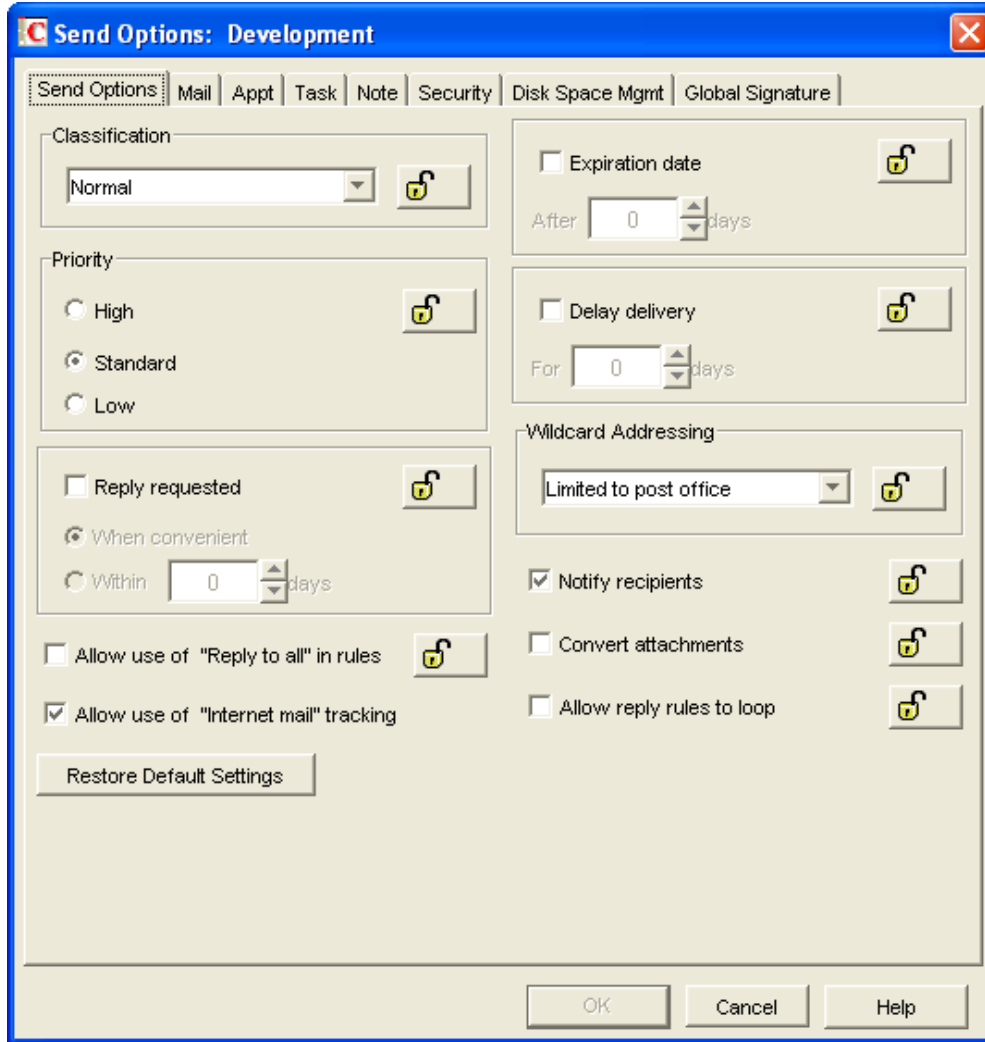 Send Options: Development
Send Options Mail Appt Task Note Security Disk Space Mgmt Global Signature
Classification
Normal
Priority
High
Standard
Low
Reply requested
When convenient
Within 0 days
Allow use of "Reply to all" in rules
Allow use of "Internet mail" tracking
Restore Default Settings
Expiration date
After 0 days
Delay delivery
For 0 days
Wildcard Addressing
Limited to post office
Notify recipients
Convert attachments
Allow reply rules to loop
OK Cancel Help